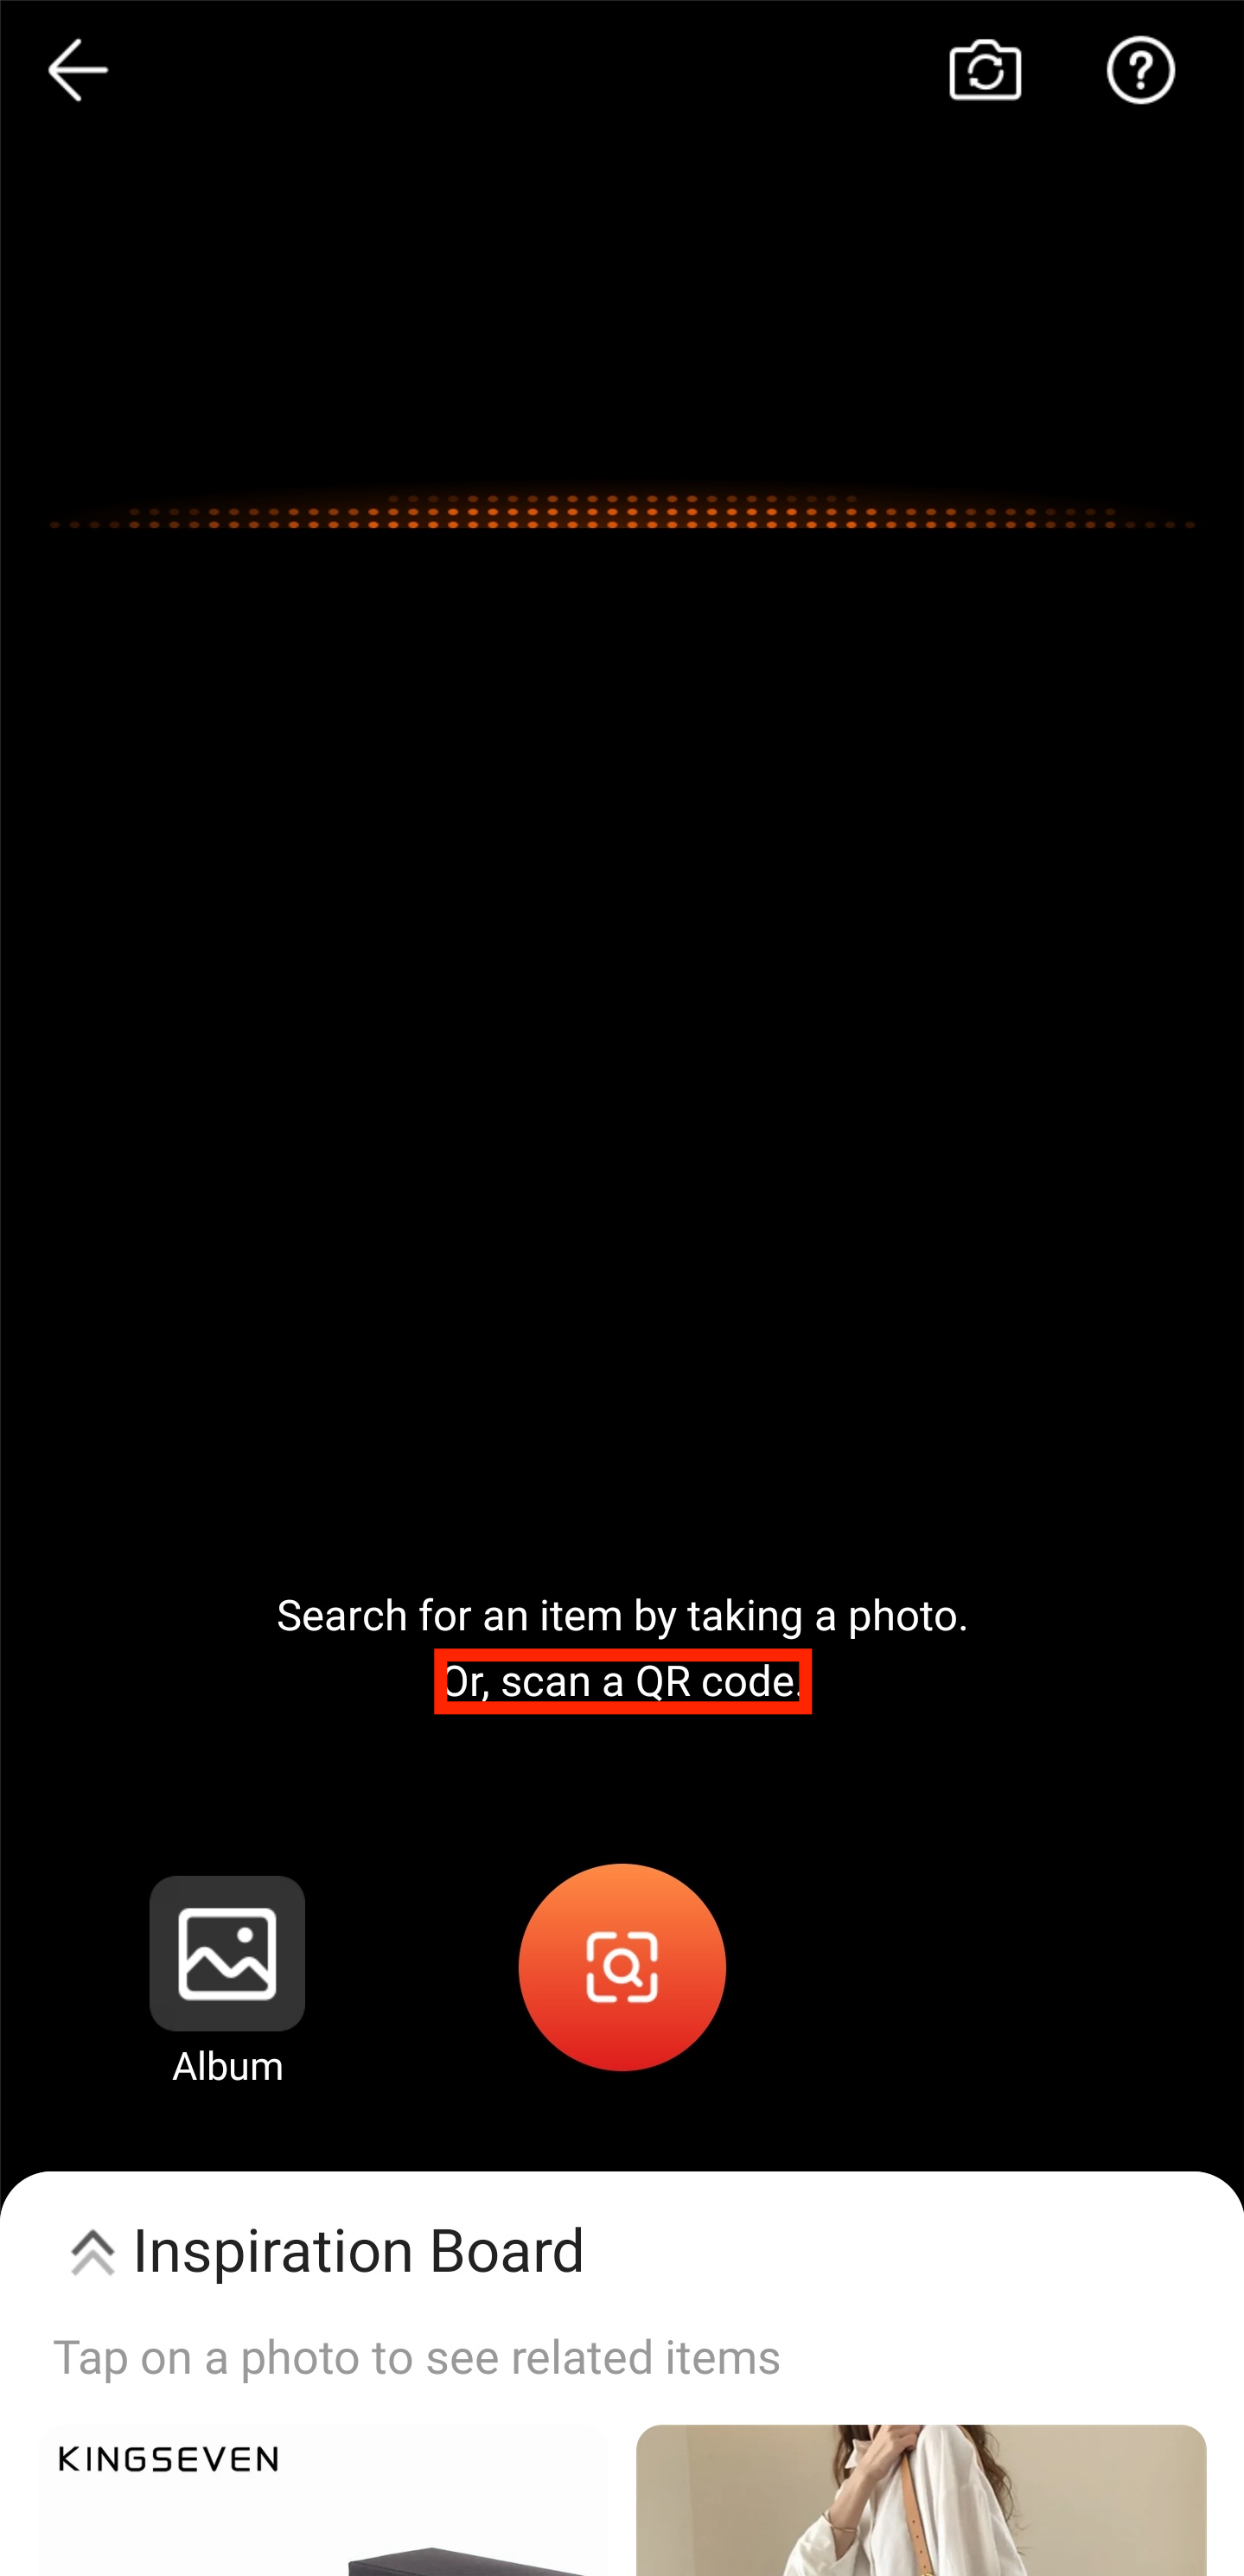 Search for an item by taking a photo.
Or, scan a QR code.
Album
Inspiration Board
Tap on a photo to see related items
KINGSEVEN